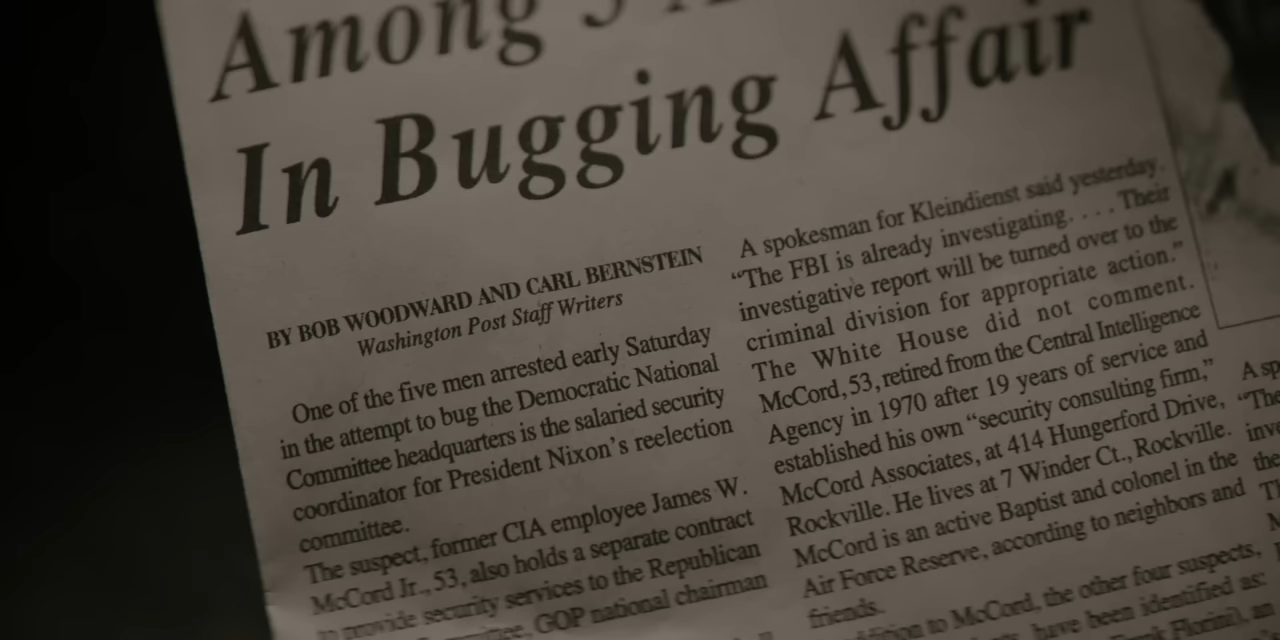 Among 5
In Bugging Affair
BY BOB WOODWARD AND CARL BERNSTEIN
Washington Post Staff Writers
One of the five men arrested early Saturday
in the attempt to bug the Democratic National
Committee headquarters is the salaried security
coordinator for President Nixon's reelection
committee.
The suspect, former CIA employee James W.
McCord Jr., 53, also holds a separate contract
to provide security services to the Republican
GOP national chairman
A spokesman for Kleindienst said yesterday.
“The FBI is already investigating. . . . Their
investigative report will be turned over to the
criminal division for appropriate action.”
The White House did not comment.
McCord, 53, retired from the Central Intelligence
Agency in 1970 after 19 years of service and
established his own “security consulting firm,”
McCord Associates, at 414 Hungerford Drive,
Rockville. He lives at 7 Winder Ct., Rockville.
McCord is an active Baptist and colonel in the
Air Force Reserve, according to neighbors and
friends.
to McCord, the other four suspects,
have been identified as:
an
A
“The
the